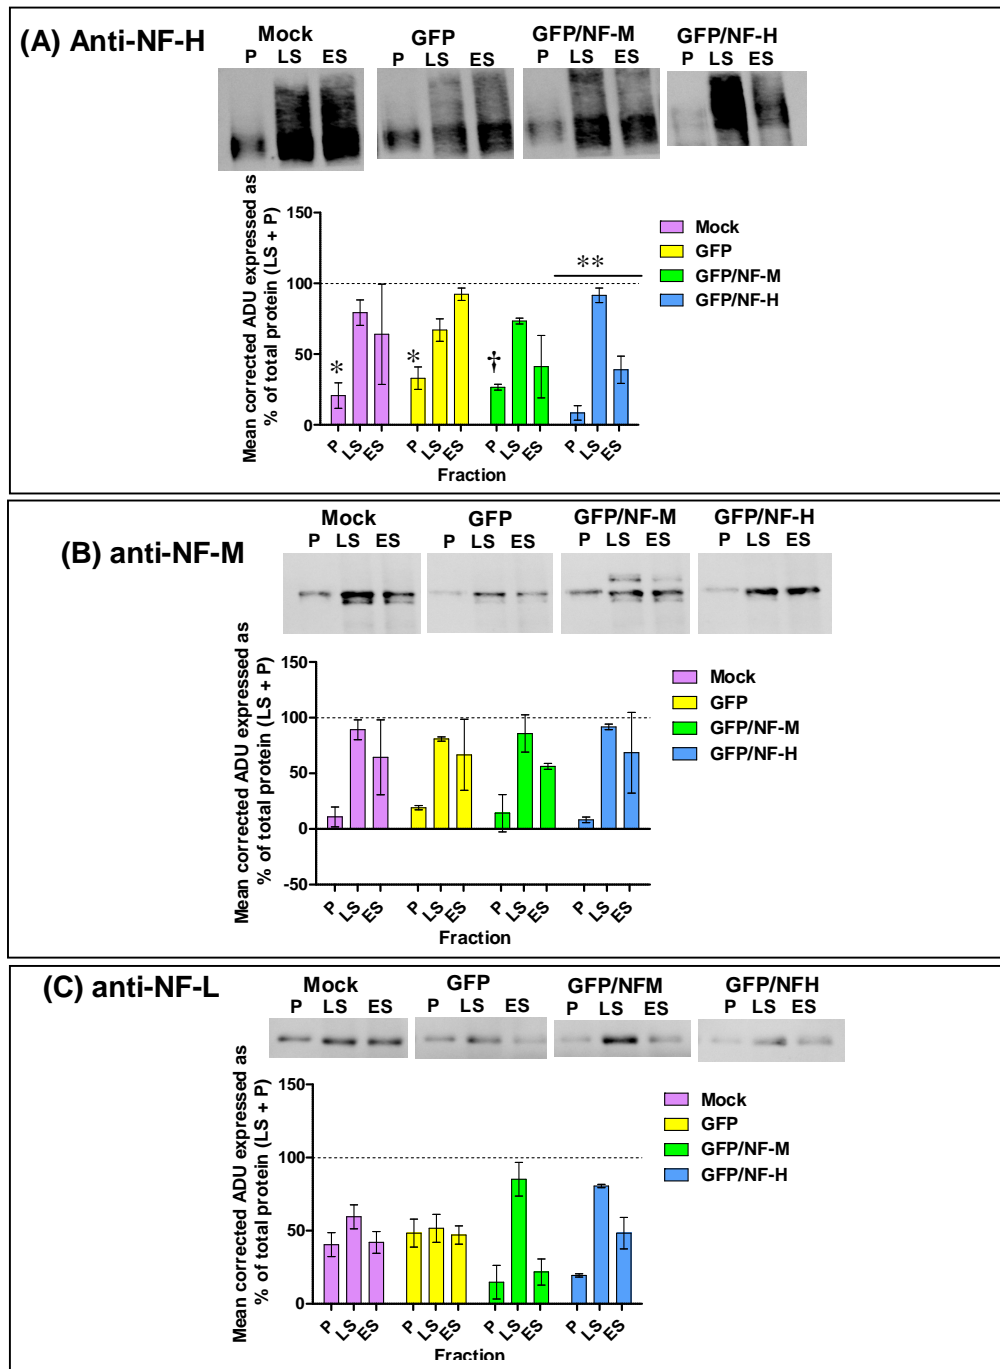 (A) Anti-NF-H
Mock GFP GFP/NF-M GFP/NF-H
P LS ES P LS ES P LS ES P LS ES
Mean corrected ADU expressed as
% of total protein (LS + P)
150
100
50
0
* * † **
Mock
GFP
GFP/NF-M
GFP/NF-H
P LS ES P LS ES P LS ES P LS ES
Fraction
(B) anti-NF-M
Mock GFP GFP/NF-M GFP/NF-H
P LS ES P LS ES P LS ES P LS ES
Mean corrected ADU expressed as
% of total protein (LS + P)
150
100
50
0
-50
Mock
GFP
GFP/NF-M
GFP/NF-H
P LS ES P LS ES P LS ES P LS ES
Fraction
(C) anti-NF-L
Mock GFP GFP/NFM GFP/NFH
P LS ES P LS ES P LS ES P LS ES
Mean corrected ADU expressed as
% of total protein (LS + P)
150
100
50
0
Mock
GFP
GFP/NF-M
GFP/NF-H
P LS ES P LS ES P LS ES P LS ES
Fraction